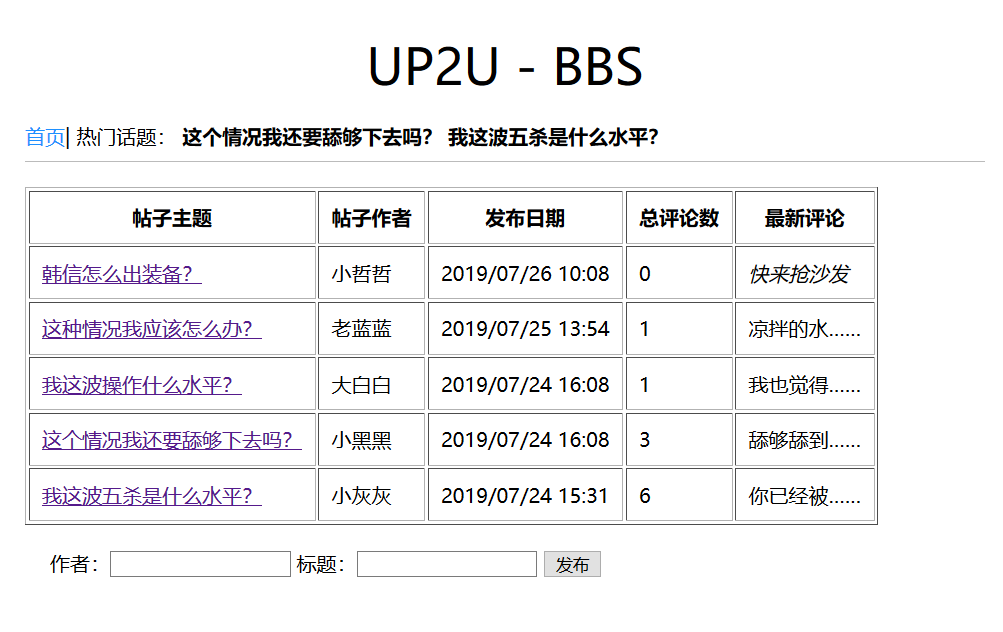 UP2U - BBS
首页| 热门话题： 这个情况我还要舔够下去吗？ 我这波五杀是什么水平？
帖子主题 帖子作者 发布日期 总评论数 最新评论
韩信怎么出装备？ 小哲哲 2019/07/26 10:08 0 快来抢沙发
这种情况我应该怎么办？ 老蓝蓝 2019/07/25 13:54 1 凉拌的水......
我这波操作什么水平？ 大白白 2019/07/24 16:08 1 我也觉得......
这个情况我还要舔够下去吗？ 小黑黑 2019/07/24 16:08 3 舔够舔到......
我这波五杀是什么水平？ 小灰灰 2019/07/24 15:31 6 你已经被......
作者： 标题： 发布